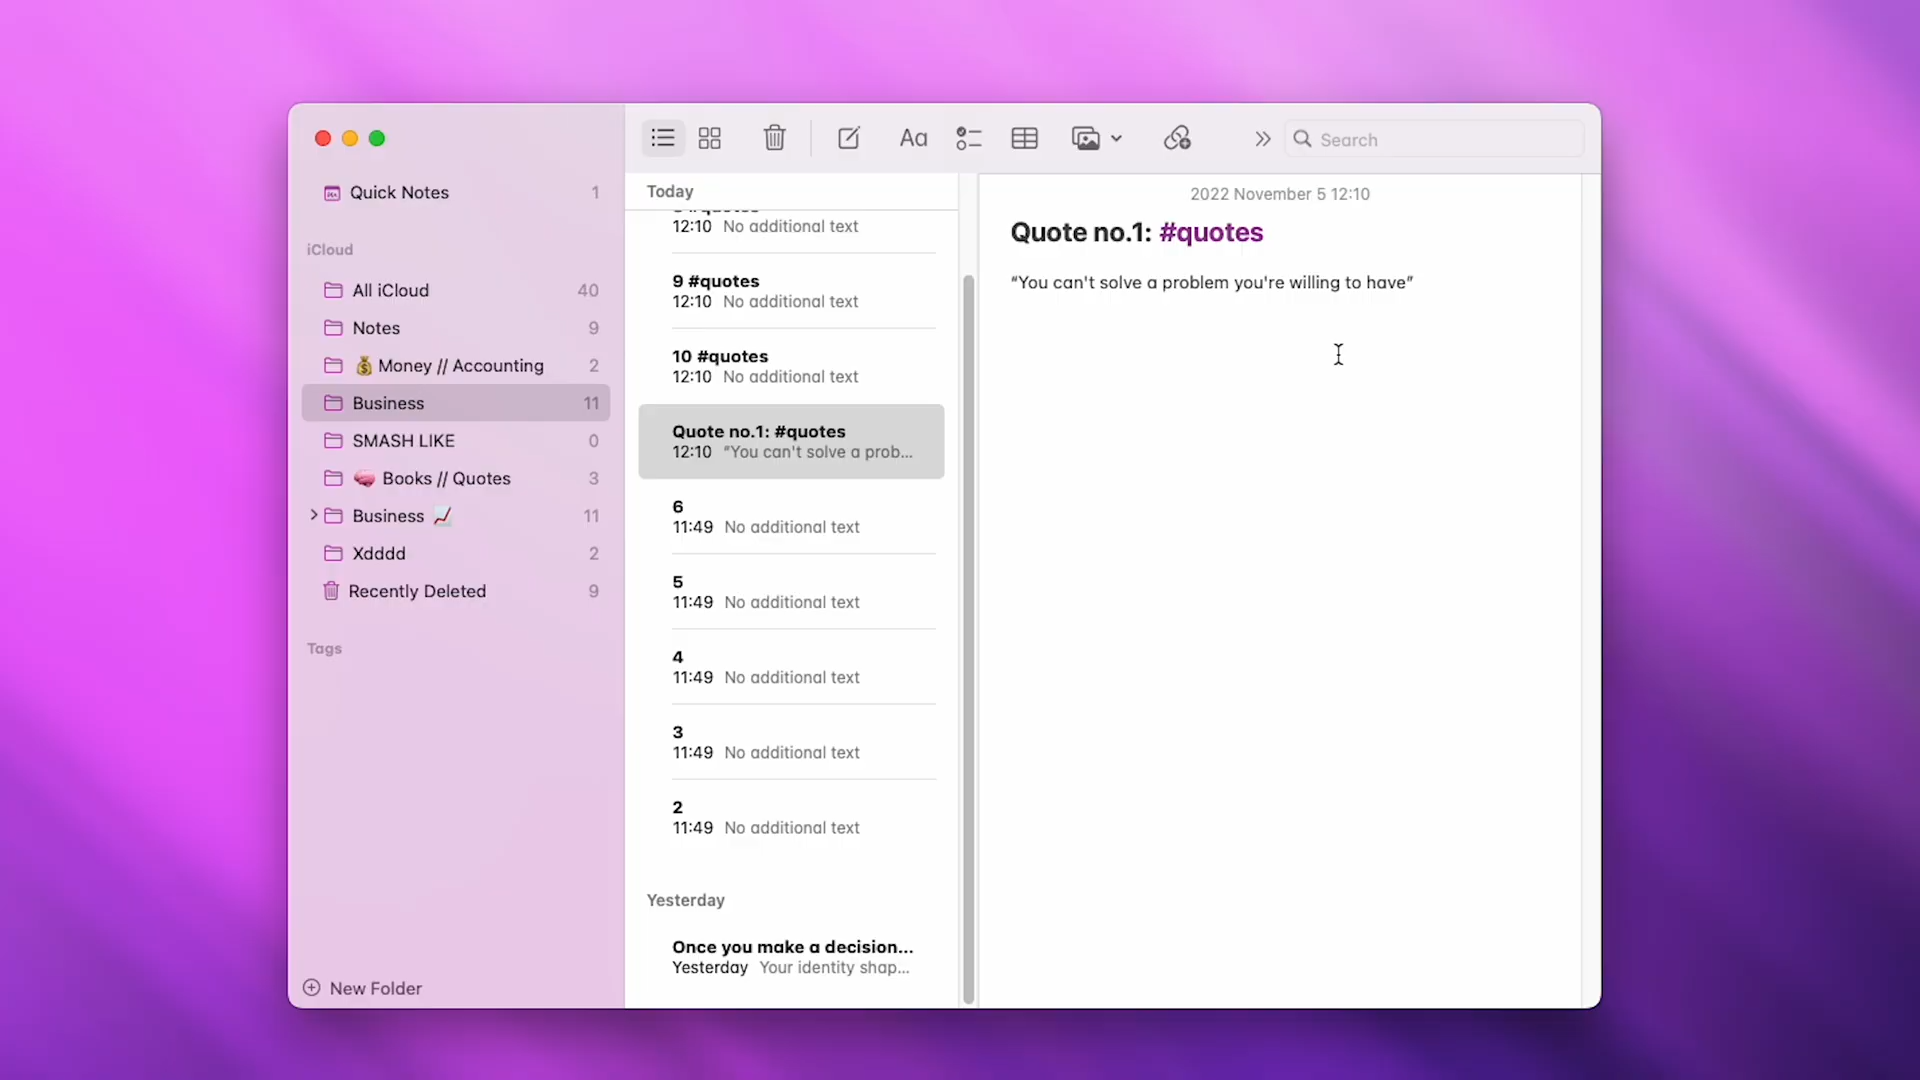 Quick Notes 1
iCloud
All iCloud 40
Notes 9
💰 Money // Accounting 2
Business 11
SMASH LIKE 0
🧠 Books // Quotes 3
Business 📈 11
Xdddd 2
Recently Deleted 9
Tags
New Folder
Aa
Search
Today
12:10 No additional text
9 #quotes
12:10 No additional text
10 #quotes
12:10 No additional text
Quote no.1: #quotes
12:10 “You can't solve a prob...
6
11:49 No additional text
5
11:49 No additional text
4
11:49 No additional text
3
11:49 No additional text
2
11:49 No additional text
Yesterday
Once you make a decision...
Yesterday Your identity shap...
2022 November 5 12:10
Quote no.1: #quotes
“You can't solve a problem you're willing to have”